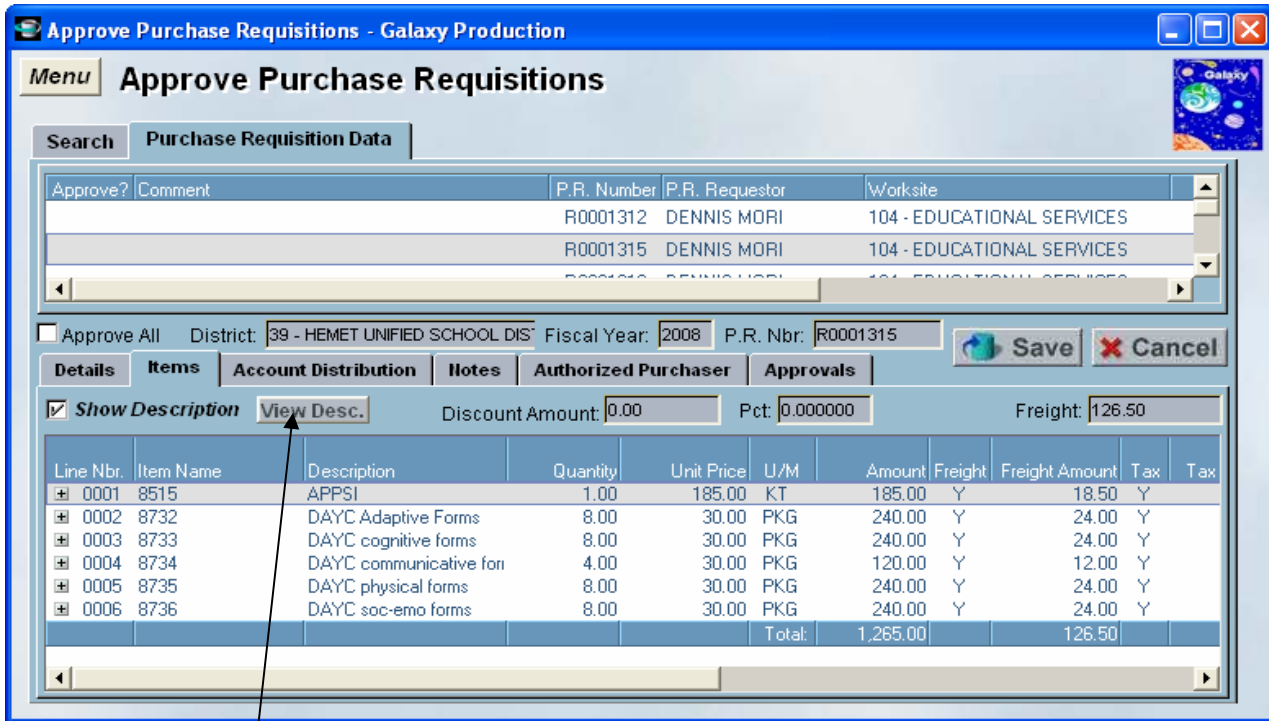 Approve Purchase Requisitions - Galaxy Production
Menu Approve Purchase Requisitions
Galaxy
Search Purchase Requisition Data
Approve? Comment P.R. Number P.R. Requestor Worksite
R0001312 DENNIS MORI 104 - EDUCATIONAL SERVICES
R0001315 DENNIS MORI 104 - EDUCATIONAL SERVICES
Approve All District: 39 - HEMET UNIFIED SCHOOL DIST Fiscal Year: 2008 P.R. Nbr: R0001315 Save Cancel
Details Items Account Distribution Notes Authorized Purchaser Approvals
Show Description View Desc. Discount Amount: 0.00 Pct: 0.000000 Freight: 126.50
Line Nbr. Item Name Description Quantity Unit Price U/M Amount Freight Freight Amount Tax Tax
0001 8515 APPSI 1.00 185.00 KT 185.00 Y 18.50 Y
0002 8732 DAYC Adaptive Forms 8.00 30.00 PKG 240.00 Y 24.00 Y
0003 8733 DAYC cognitive forms 8.00 30.00 PKG 240.00 Y 24.00 Y
0004 8734 DAYC communicative forı 4.00 30.00 PKG 120.00 Y 12.00 Y
0005 8735 DAYC physical forms 8.00 30.00 PKG 240.00 Y 24.00 Y
0006 8736 DAYC soc-emo forms 8.00 30.00 PKG 240.00 Y 24.00 Y
Total: 1,265.00 126.50